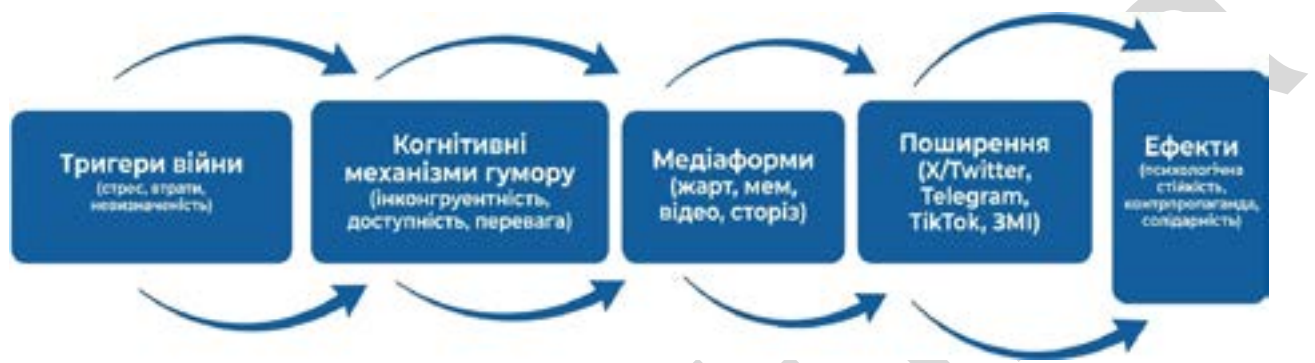 Тригери війни
(стрес, втрати,
невизначеність)
Когнітивні
механізми гумору
(інконгруентність,
доступність, перевага)
Медіаформи
(жарт, мем,
відео, сторіз)
Поширення
(X/Twitter,
Telegram,
TikTok, ЗМІ)
Ефекти
(психологічна
стійкість,
контрпропаганда,
солідарність)